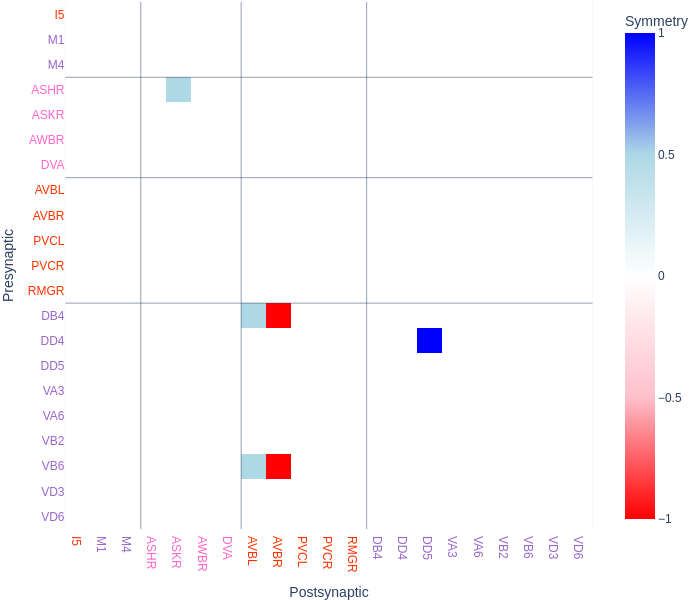 Symmetry
1
0.5
0
−0.5
−1
Presynaptic
I5
M1
M4
ASHR
ASKR
AWBR
DVA
AVBL
AVBR
PVCL
PVCR
RMGR
DB4
DD4
DD5
VA3
VA6
VB2
VB6
VD3
VD6
I5
M1
M4
ASHR
ASKR
AWBR
DVA
AVBL
AVBR
PVCL
PVCR
RMGR
DB4
DD4
DD5
VA3
VA6
VB2
VB6
VD3
VD6
Postsynaptic